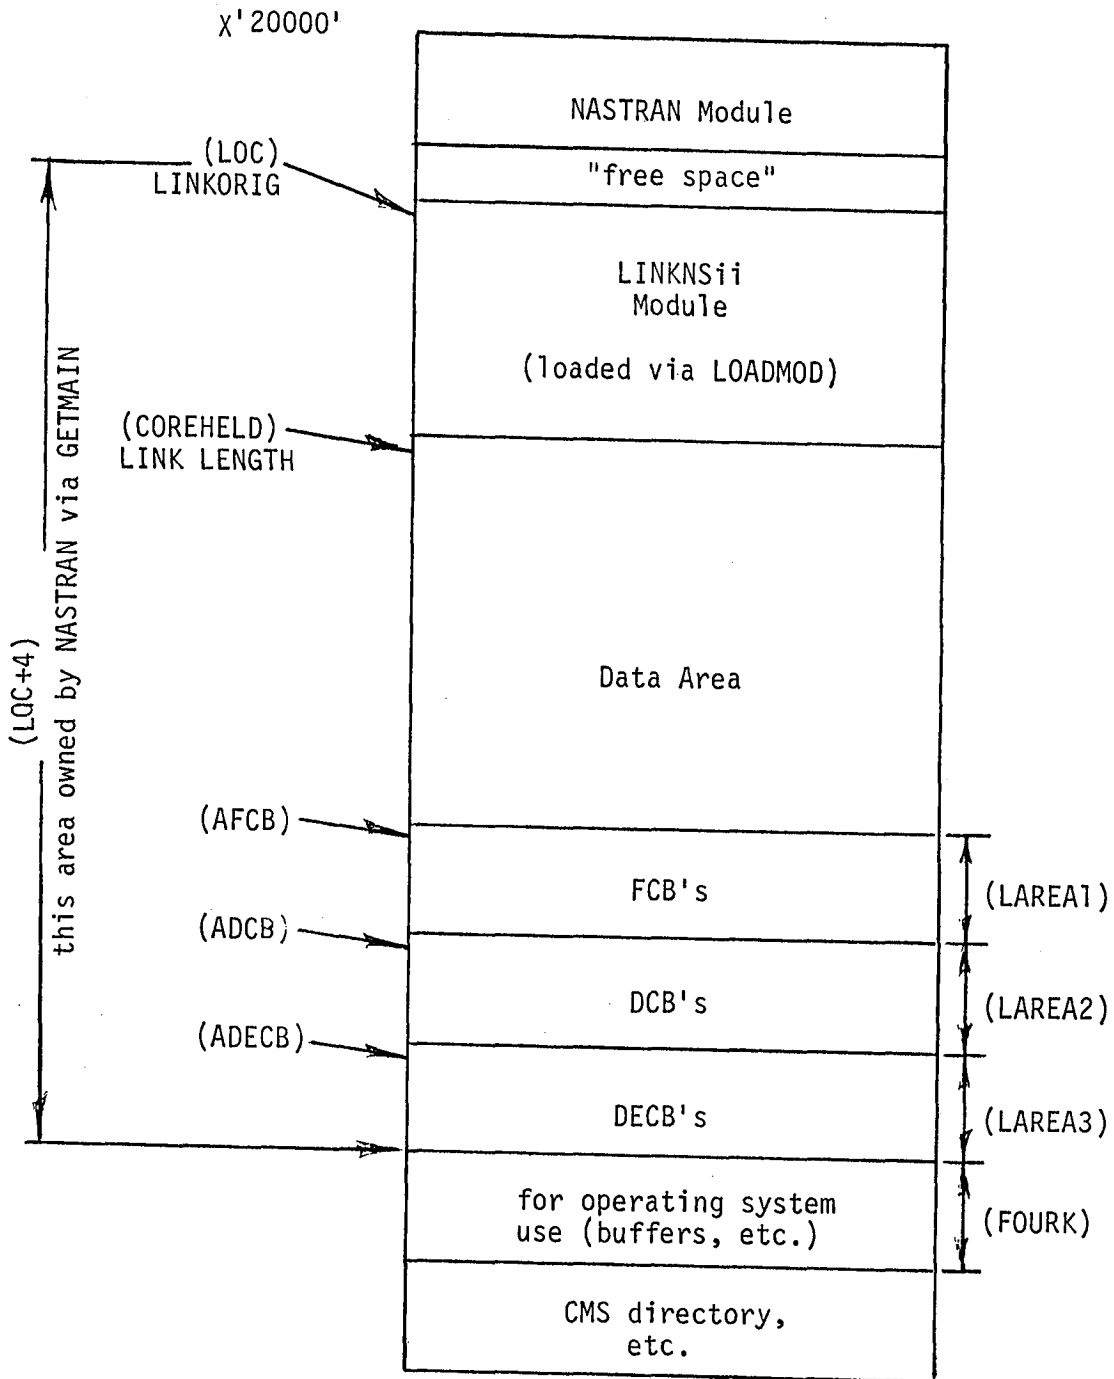 X'20000'
NASTRAN Module
(LOC)
LINKORIG
"free space"
LINKNSii
Module
(loaded via LOADMOD)
(COREHELD)
LINK LENGTH
(LOC+4)
this area owned by NASTRAN via GETMAIN
Data Area
(AFCB)
FCB's
(LAREA1)
(ADCB)
DCB's
(LAREA2)
(ADECB)
DECB's
(LAREA3)
for operating system
use (buffers, etc.)
(FOURK)
CMS directory,
etc.